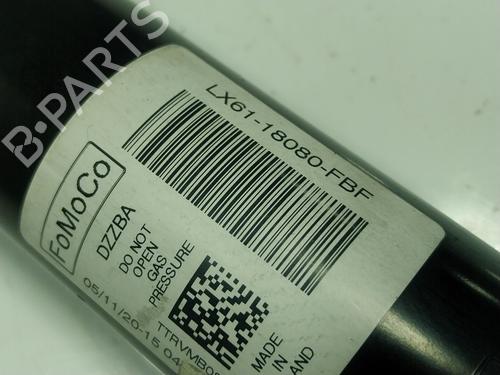 B-PARTS
LX61-18080-FBF
FoMoCo
DZZBA
DO NOT
OPEN
GAS
PRESSURE
05/11/20-15
MADE
IN